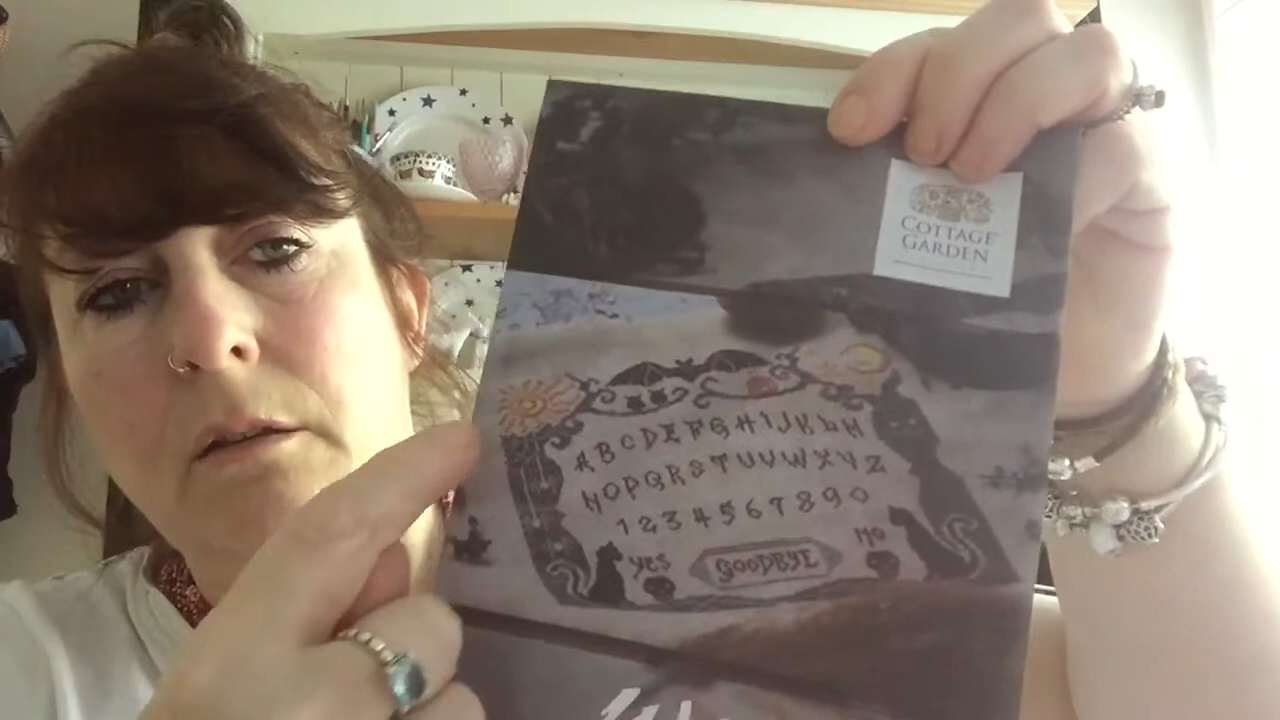 COTTAGE
GARDEN
ABCDEFGHIJKLM
NOPQRSTUVWXYZ
1234567890
YES
GOODBYE
NO